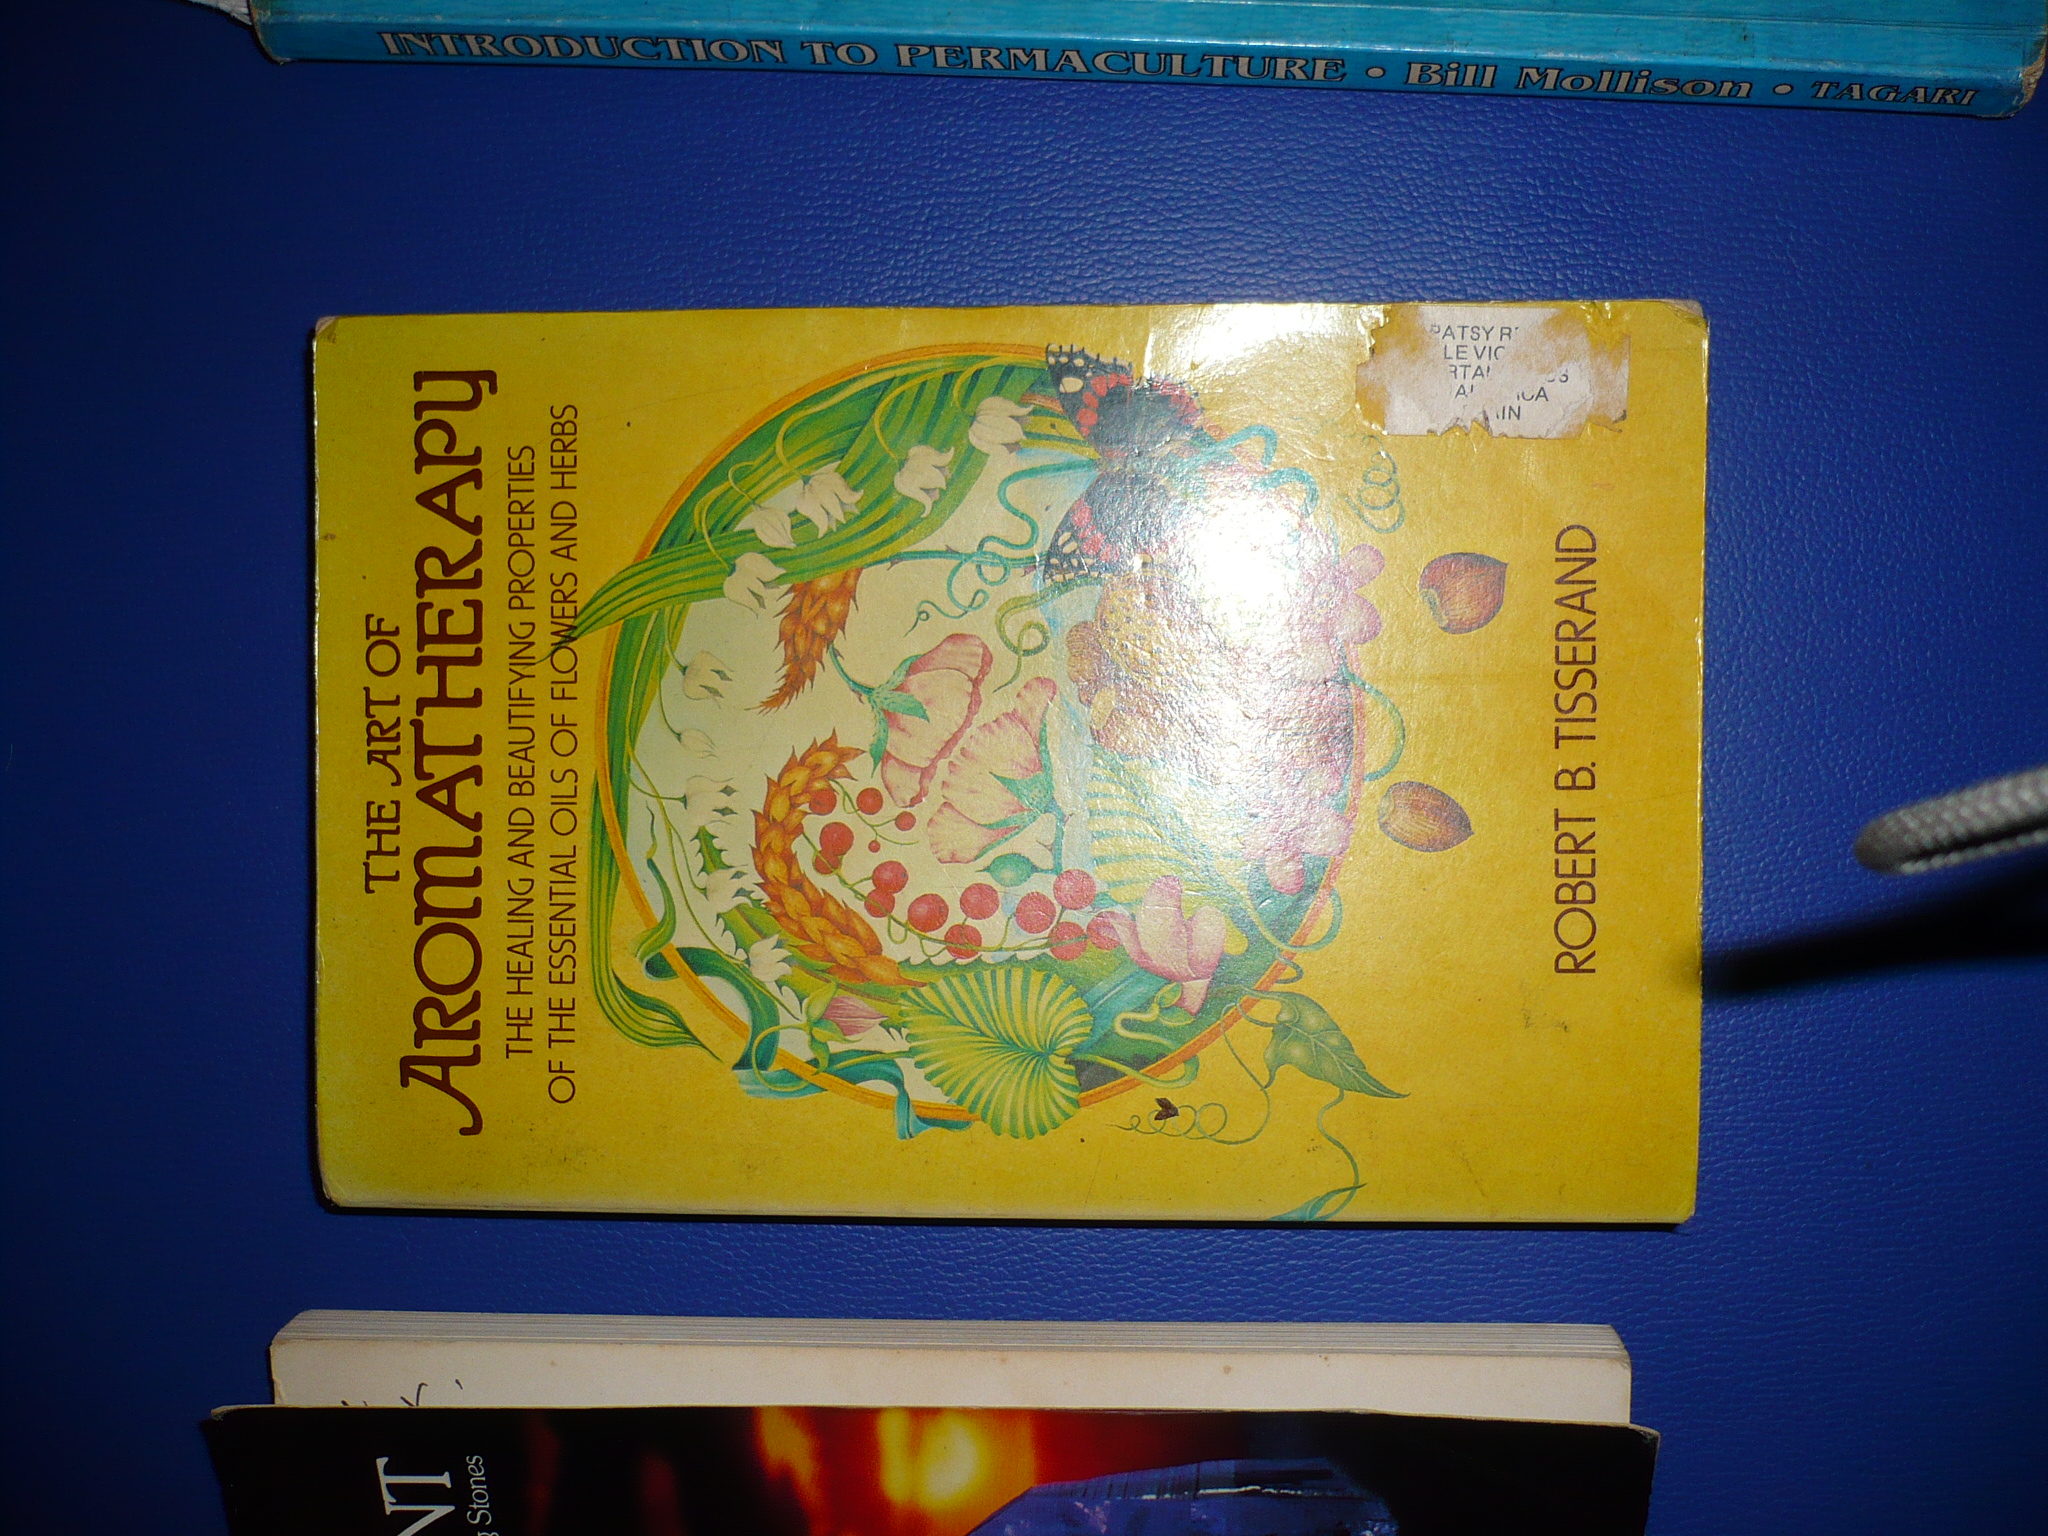 INTRODUCTION TO PERMACULTURE • Bill Mollison • TAGARI
THE ART OF
AROMATHERAPY
THE HEALING AND BEAUTIFYING PROPERTIES
OF THE ESSENTIAL OILS OF FLOWERS AND HERBS
ROBERT B. TISSERAND
PATSY
Stones